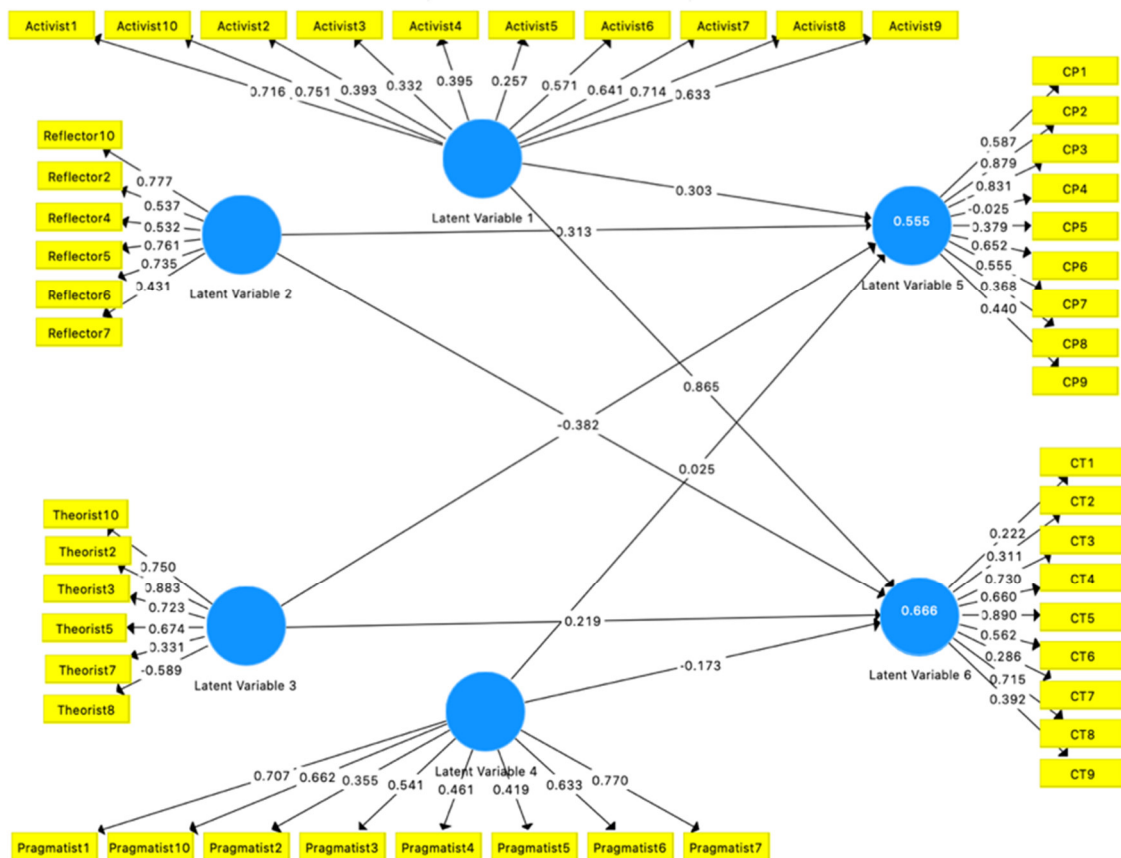 Activist1
Activist10
Activist2
Activist3
Activist4
Activist5
Activist6
Activist7
Activist8
Activist9
0.716
0.751
0.393
0.332
0.395
0.257
0.571
0.641
0.714
0.633
Latent Variable 1
Reflector10
Reflector2
Reflector4
Reflector5
Reflector6
Reflector7
0.777
0.537
0.532
0.761
0.735
0.431
Latent Variable 2
0.303
0.313
0.555
Latent Variable 5
CP1
CP2
CP3
CP4
CP5
CP6
CP7
CP8
CP9
0.587
0.879
0.831
-0.025
0.379
0.652
0.555
0.368
0.440
0.865
-0.382
0.025
Theorist10
Theorist2
Theorist3
Theorist5
Theorist7
Theorist8
0.750
0.883
0.723
0.674
0.331
-0.589
Latent Variable 3
0.219
-0.173
0.666
Latent Variable 6
CT1
CT2
CT3
CT4
CT5
CT6
CT7
CT8
CT9
0.222
0.311
0.730
0.660
0.890
0.562
0.286
0.715
0.392
Latent Variable 4
0.707
0.662
0.355
0.541
0.461
0.419
0.633
0.770
Pragmatist1
Pragmatist10
Pragmatist2
Pragmatist3
Pragmatist4
Pragmatist5
Pragmatist6
Pragmatist7